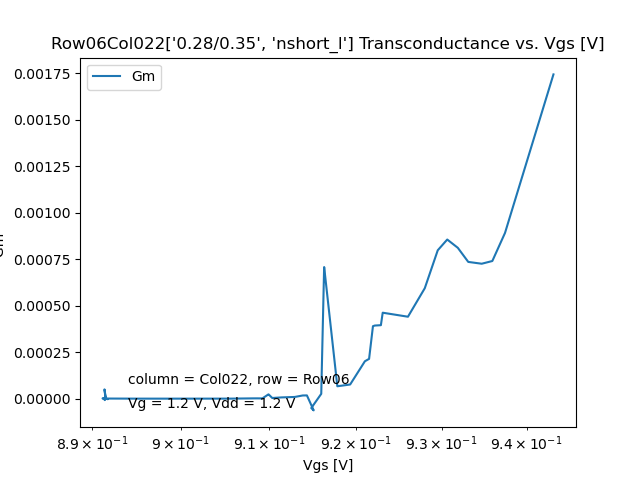 Row06Col022['0.28/0.35', 'nshort_l'] Transconductance vs. Vgs [V]
Gm
0.00175
0.00150
0.00125
0.00100
0.00075
0.00050
0.00025
0.00000
Gm
column = Col022, row = Row06
Vg = 1.2 V, Vdd = 1.2 V
8.9 × 10⁻¹ 9 × 10⁻¹ 9.1 × 10⁻¹ 9.2 × 10⁻¹ 9.3 × 10⁻¹ 9.4 × 10⁻¹
Vgs [V]